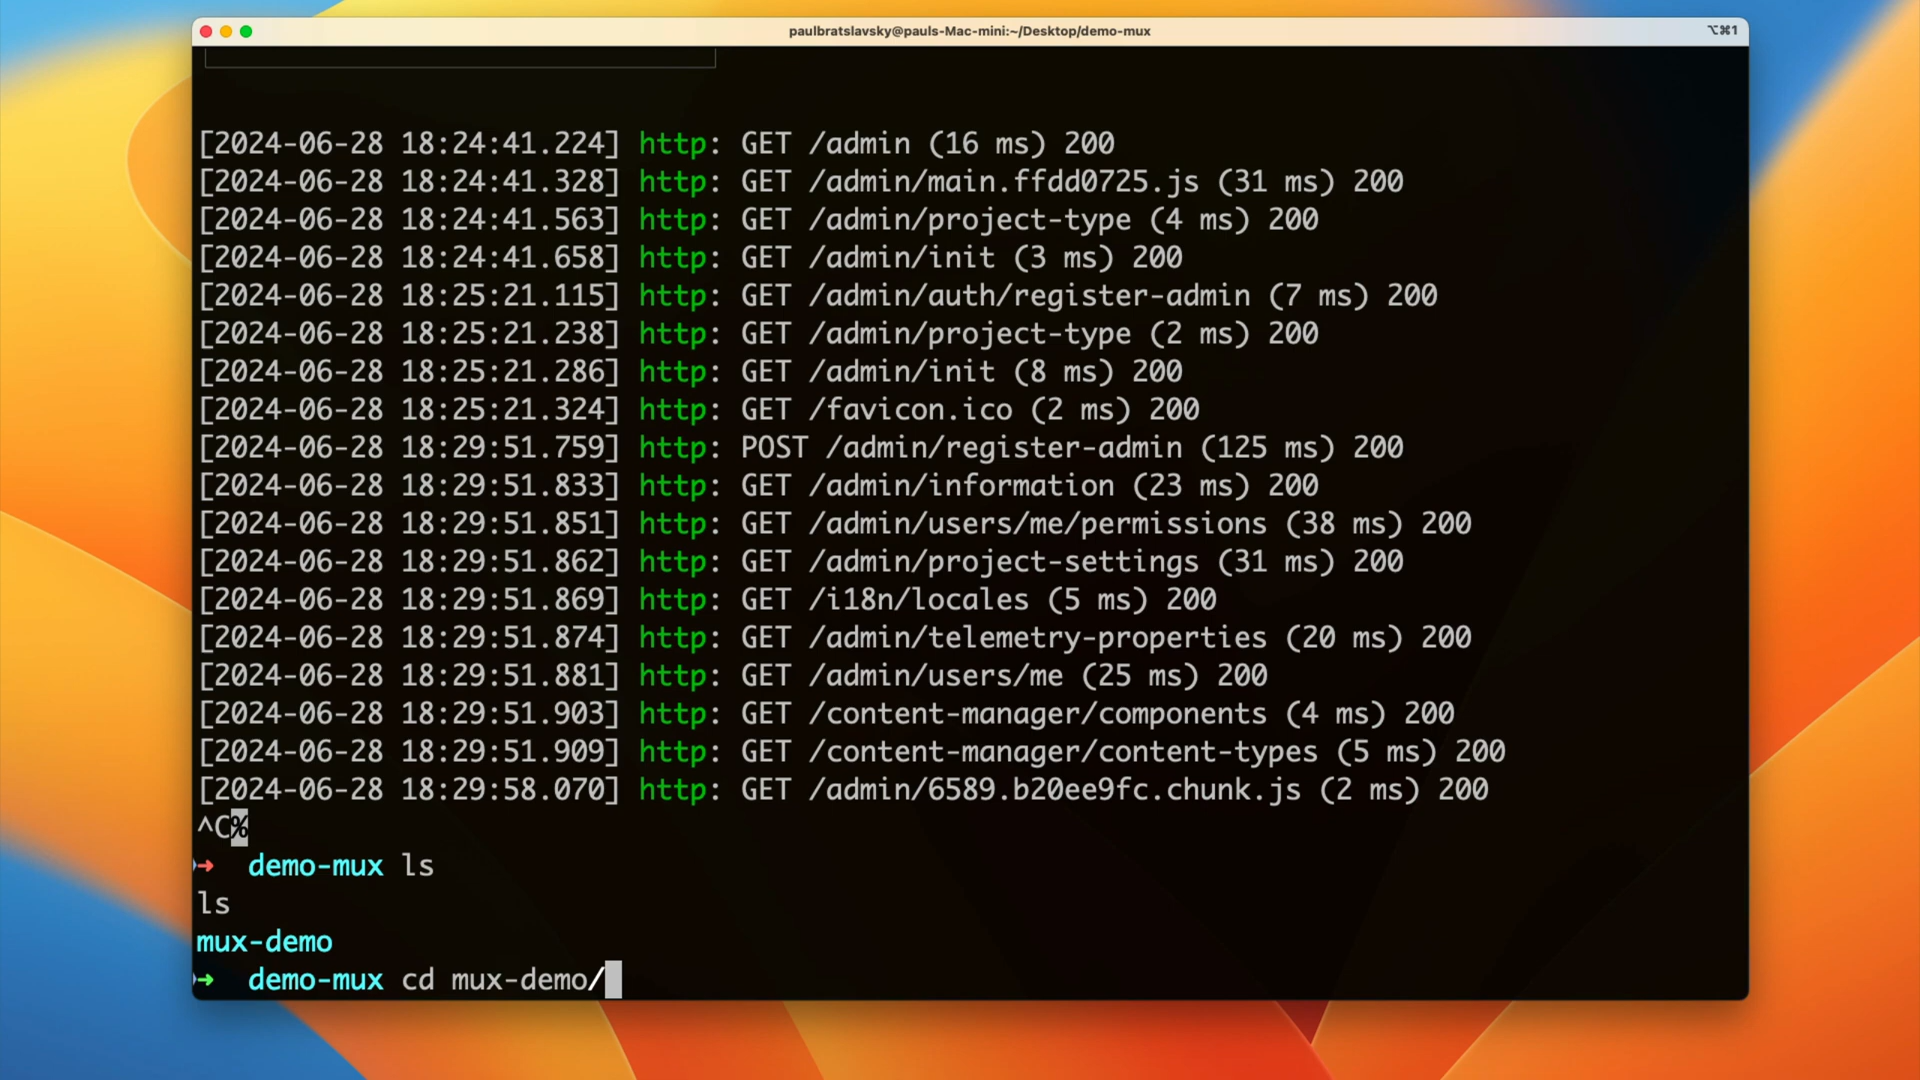 paulbratslavsky@pauls-Mac-mini:~/Desktop/demo-mux
⌥⌘1
[2024-06-28 18:24:41.224] http: GET /admin (16 ms) 200
[2024-06-28 18:24:41.328] http: GET /admin/main.ffdd0725.js (31 ms) 200
[2024-06-28 18:24:41.563] http: GET /admin/project-type (4 ms) 200
[2024-06-28 18:24:41.658] http: GET /admin/init (3 ms) 200
[2024-06-28 18:25:21.115] http: GET /admin/auth/register-admin (7 ms) 200
[2024-06-28 18:25:21.238] http: GET /admin/project-type (2 ms) 200
[2024-06-28 18:25:21.286] http: GET /admin/init (8 ms) 200
[2024-06-28 18:25:21.324] http: GET /favicon.ico (2 ms) 200
[2024-06-28 18:29:51.759] http: POST /admin/register-admin (125 ms) 200
[2024-06-28 18:29:51.833] http: GET /admin/information (23 ms) 200
[2024-06-28 18:29:51.851] http: GET /admin/users/me/permissions (38 ms) 200
[2024-06-28 18:29:51.862] http: GET /admin/project-settings (31 ms) 200
[2024-06-28 18:29:51.869] http: GET /i18n/locales (5 ms) 200
[2024-06-28 18:29:51.874] http: GET /admin/telemetry-properties (20 ms) 200
[2024-06-28 18:29:51.881] http: GET /admin/users/me (25 ms) 200
[2024-06-28 18:29:51.903] http: GET /content-manager/components (4 ms) 200
[2024-06-28 18:29:51.909] http: GET /content-manager/content-types (5 ms) 200
[2024-06-28 18:29:58.070] http: GET /admin/6589.b20ee9fc.chunk.js (2 ms) 200
^C%
➜ demo-mux ls
ls
mux-demo
➜ demo-mux cd mux-demo/